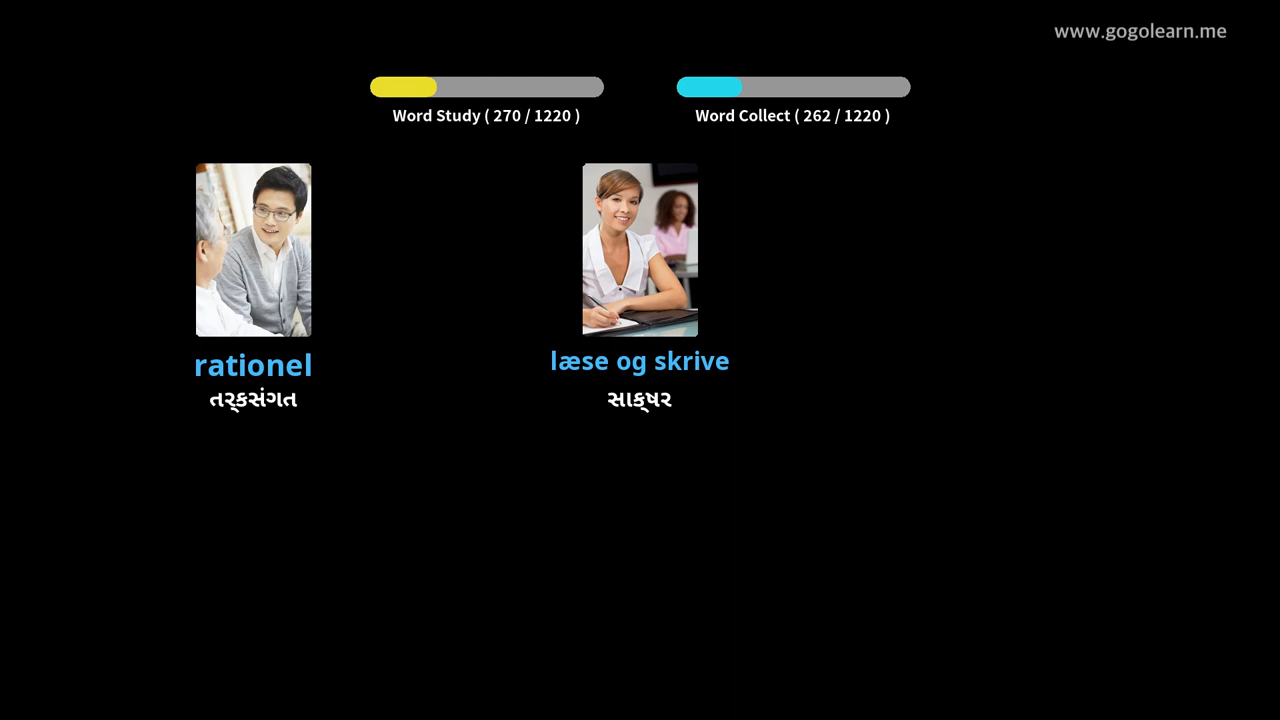 www.gogolearn.me
Word Study ( 270 / 1220 )
Word Collect ( 262 / 1220 )
rationel
તર્કસંગત
læse og skrive
સાક્ષર